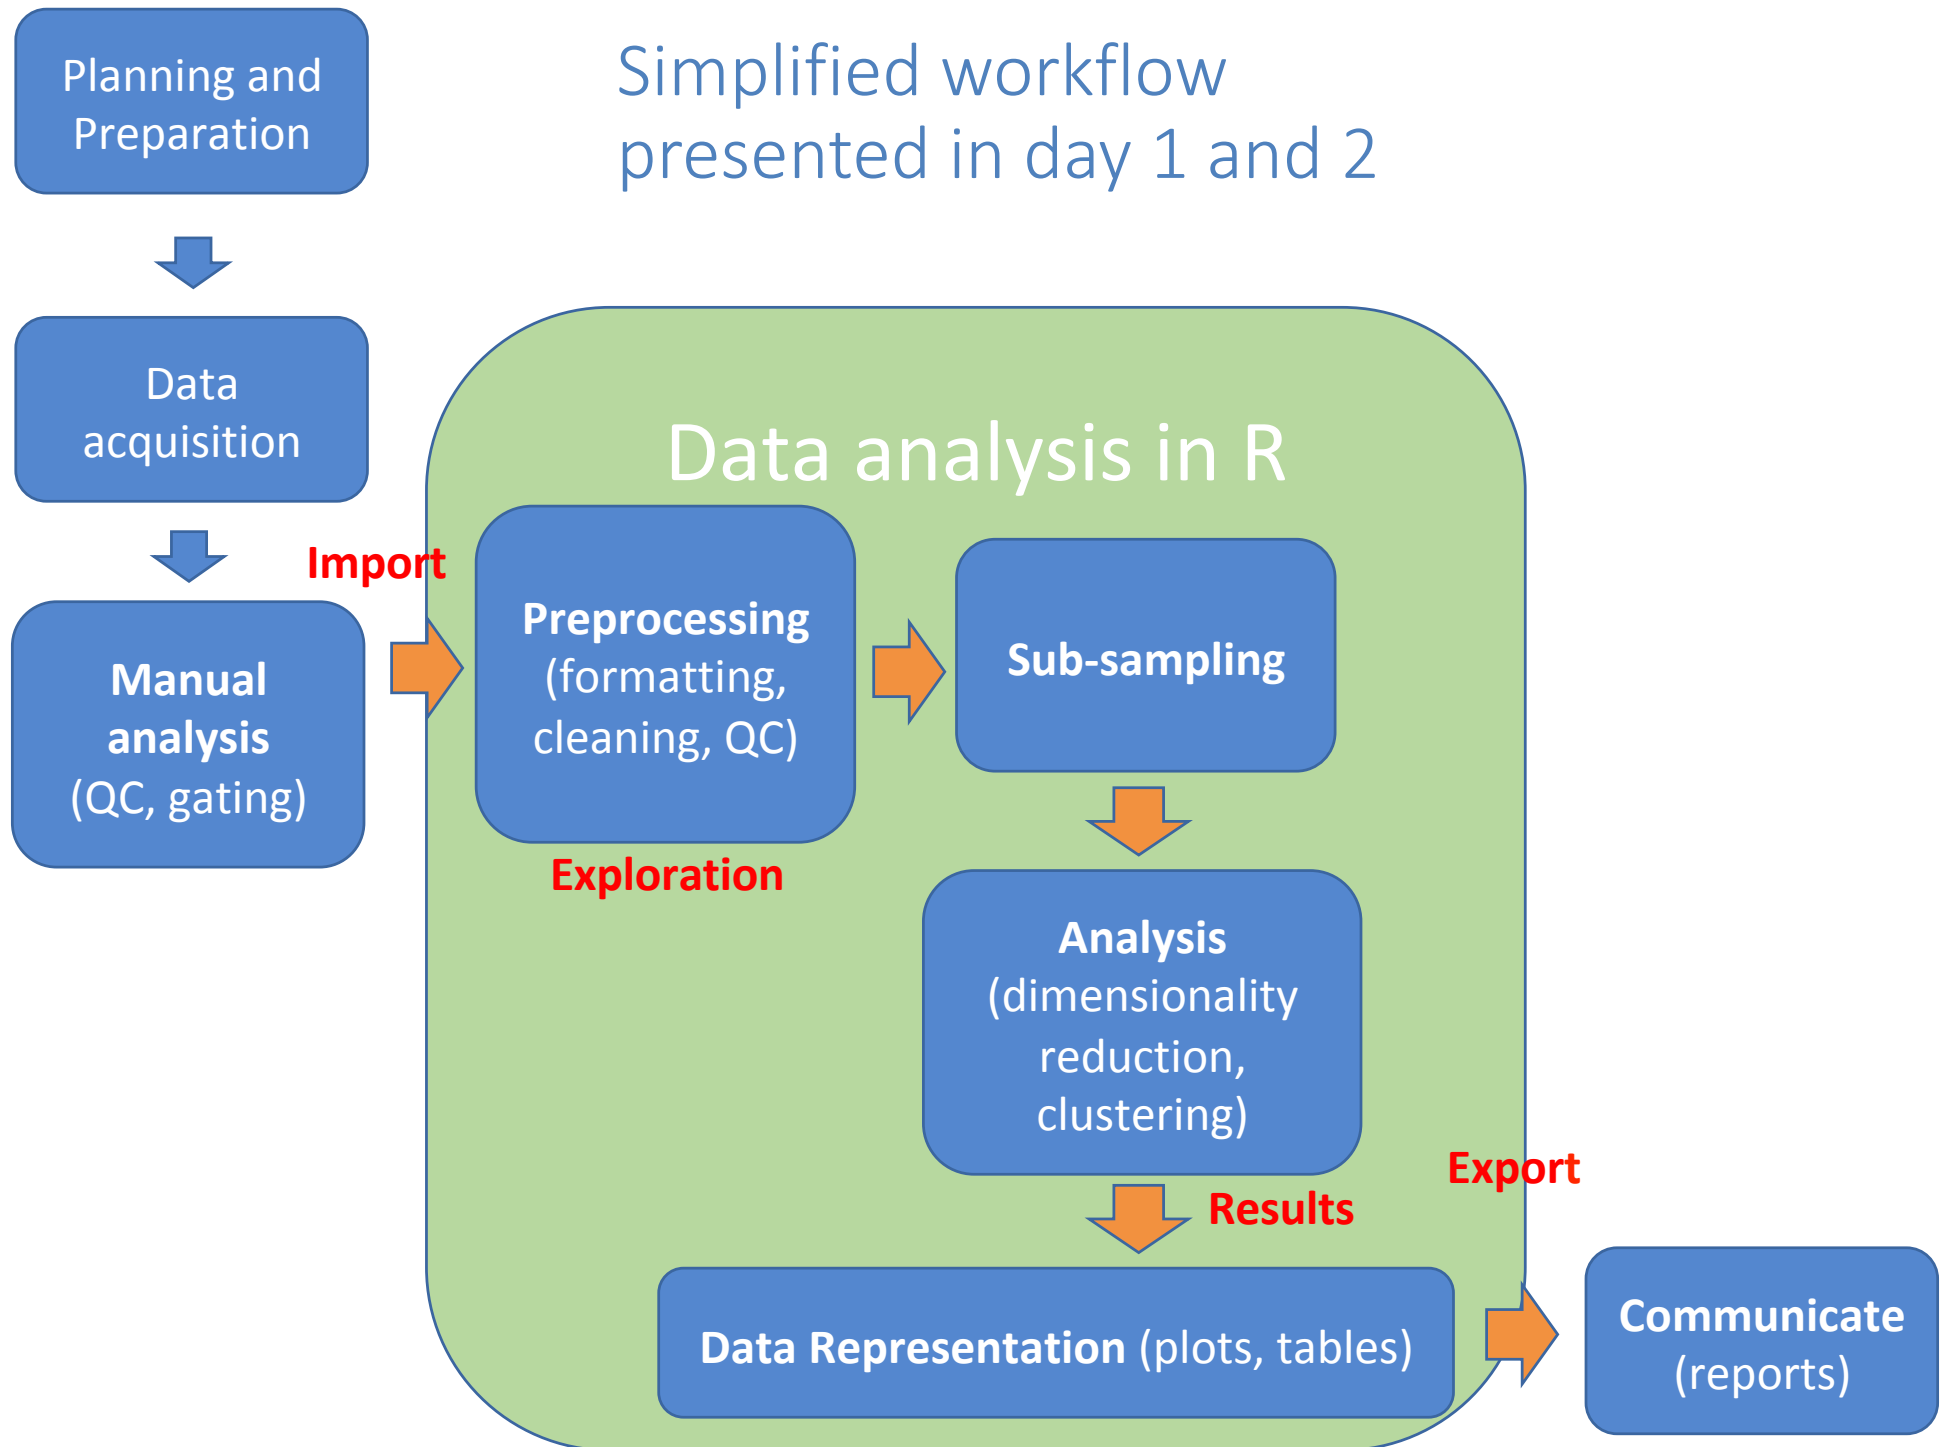 Planning and
Preparation
Simplified workflow
presented in day 1 and 2
Data
acquisition
Data analysis in R
Import
Manual
analysis
(QC, gating)
Preprocessing
(formatting,
cleaning, QC)
Exploration
Sub-sampling
Analysis
(dimensionality
reduction,
clustering)
Results
Export
Data Representation (plots, tables)
Communicate
(reports)